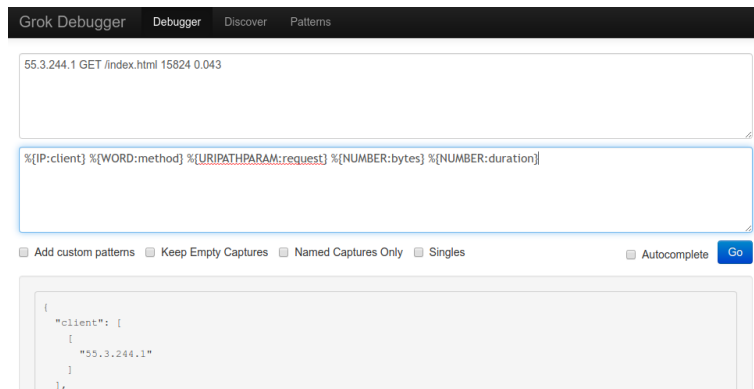 Grok Debugger Debugger Discover Patterns
55.3.244.1 GET /index.html 15824 0.043
%{IP:client} %{WORD:method} %{URIPATHPARAM:request} %{NUMBER:bytes} %{NUMBER:duration}
Add custom patterns Keep Empty Captures Named Captures Only Singles Autocomplete Go
{
"client": [
[
"55.3.244.1"
]
],